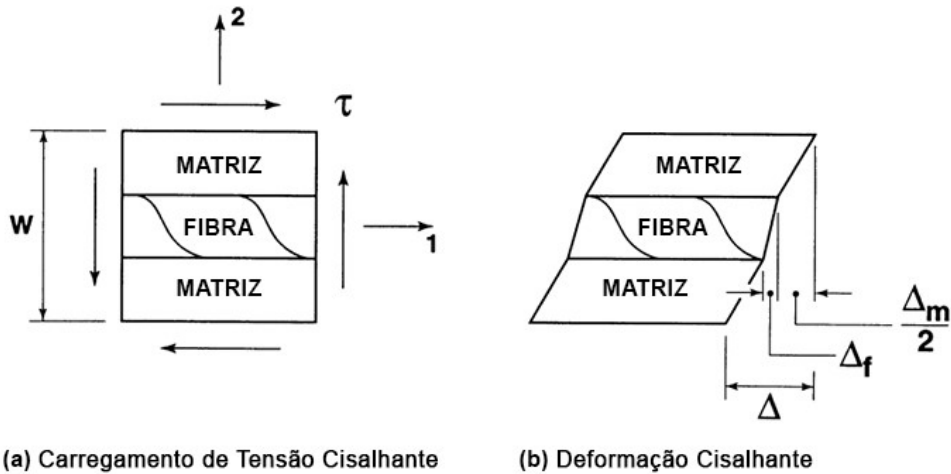 2
τ
MATRIZ
W
FIBRA
1
MATRIZ
(a) Carregamento de Tensão Cisalhante
MATRIZ
FIBRA
MATRIZ
Δm
2
Δf
Δ
(b) Deformação Cisalhante